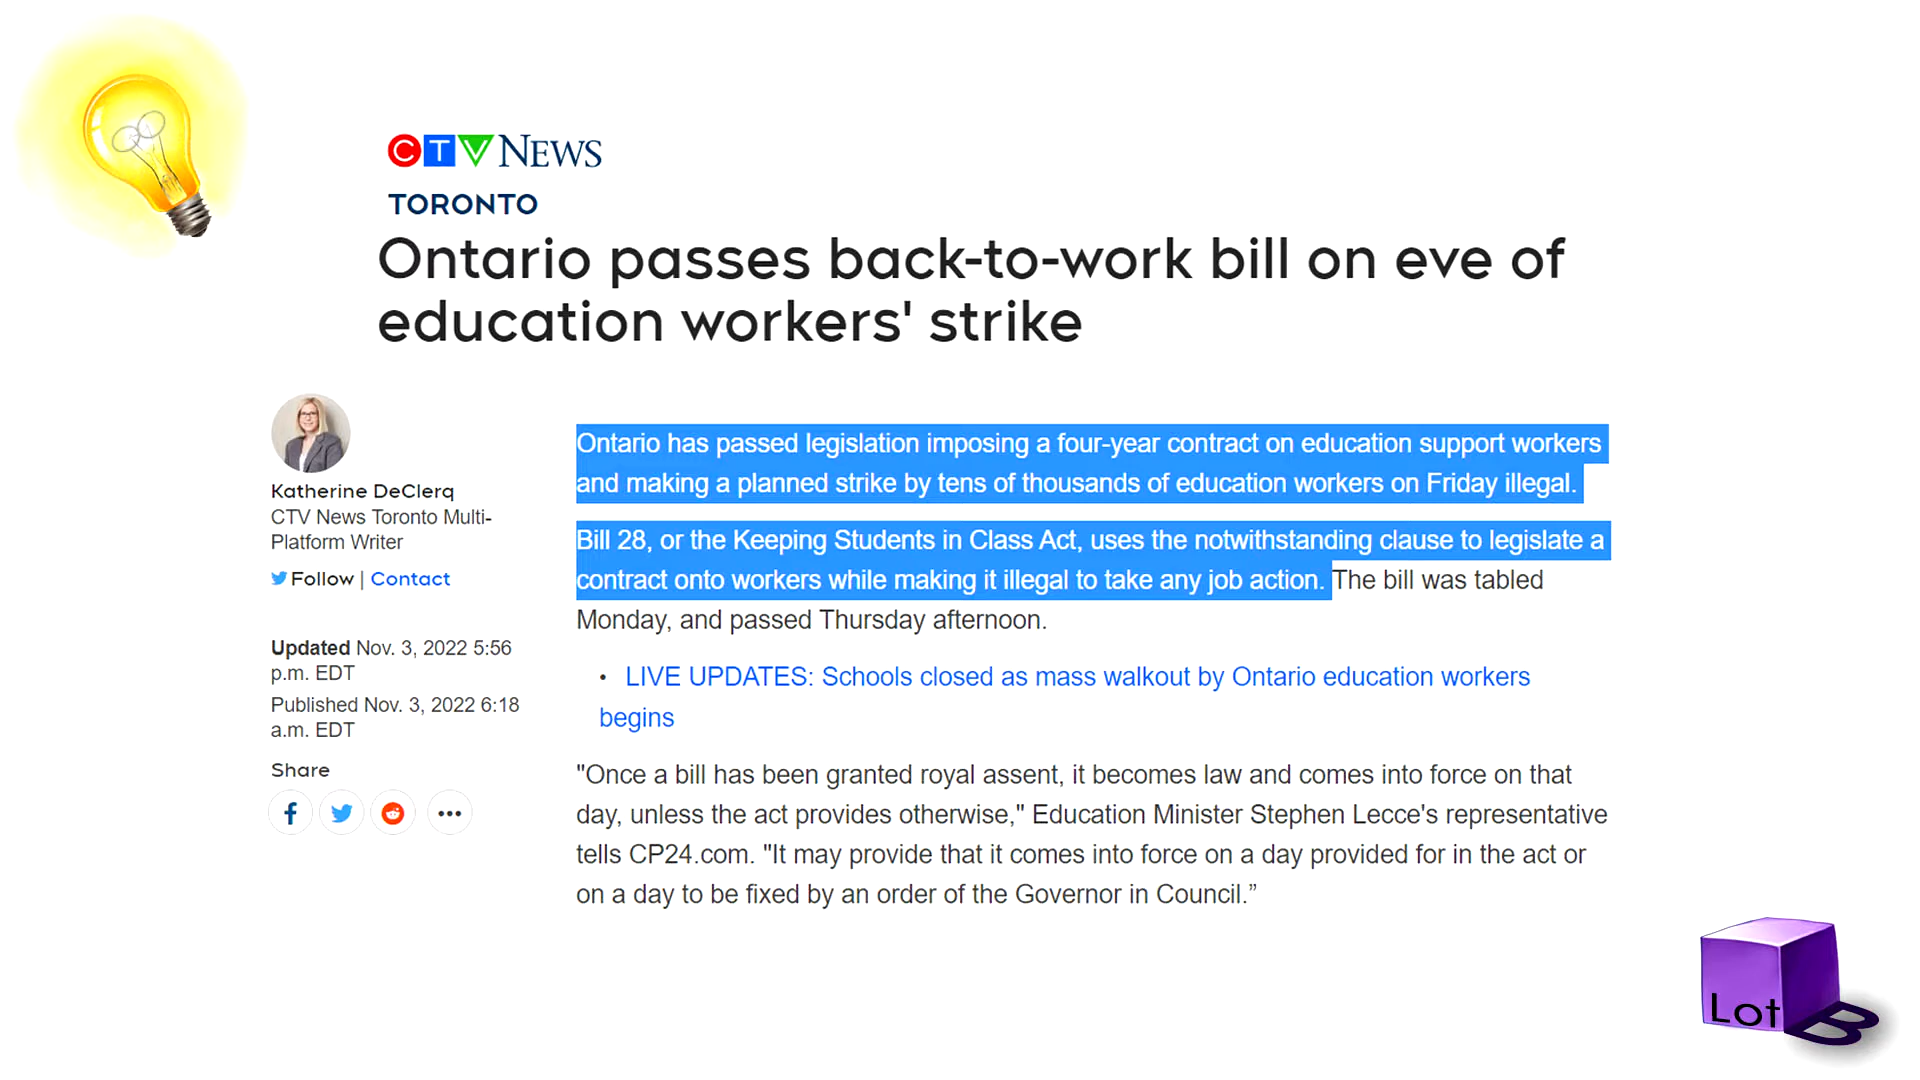 CTV NEWS
TORONTO
Ontario passes back-to-work bill on eve of
education workers' strike
Katherine DeClerq
CTV News Toronto Multi-
Platform Writer
Follow | Contact
Updated Nov. 3, 2022 5:56
p.m. EDT
Published Nov. 3, 2022 6:18
a.m. EDT
Share
Ontario has passed legislation imposing a four-year contract on education support workers
and making a planned strike by tens of thousands of education workers on Friday illegal.
Bill 28, or the Keeping Students in Class Act, uses the notwithstanding clause to legislate a
contract onto workers while making it illegal to take any job action. The bill was tabled
Monday, and passed Thursday afternoon.
• LIVE UPDATES: Schools closed as mass walkout by Ontario education workers
begins
"Once a bill has been granted royal assent, it becomes law and comes into force on that
day, unless the act provides otherwise," Education Minister Stephen Lecce's representative
tells CP24.com. "It may provide that it comes into force on a day provided for in the act or
on a day to be fixed by an order of the Governor in Council.”
Lot B